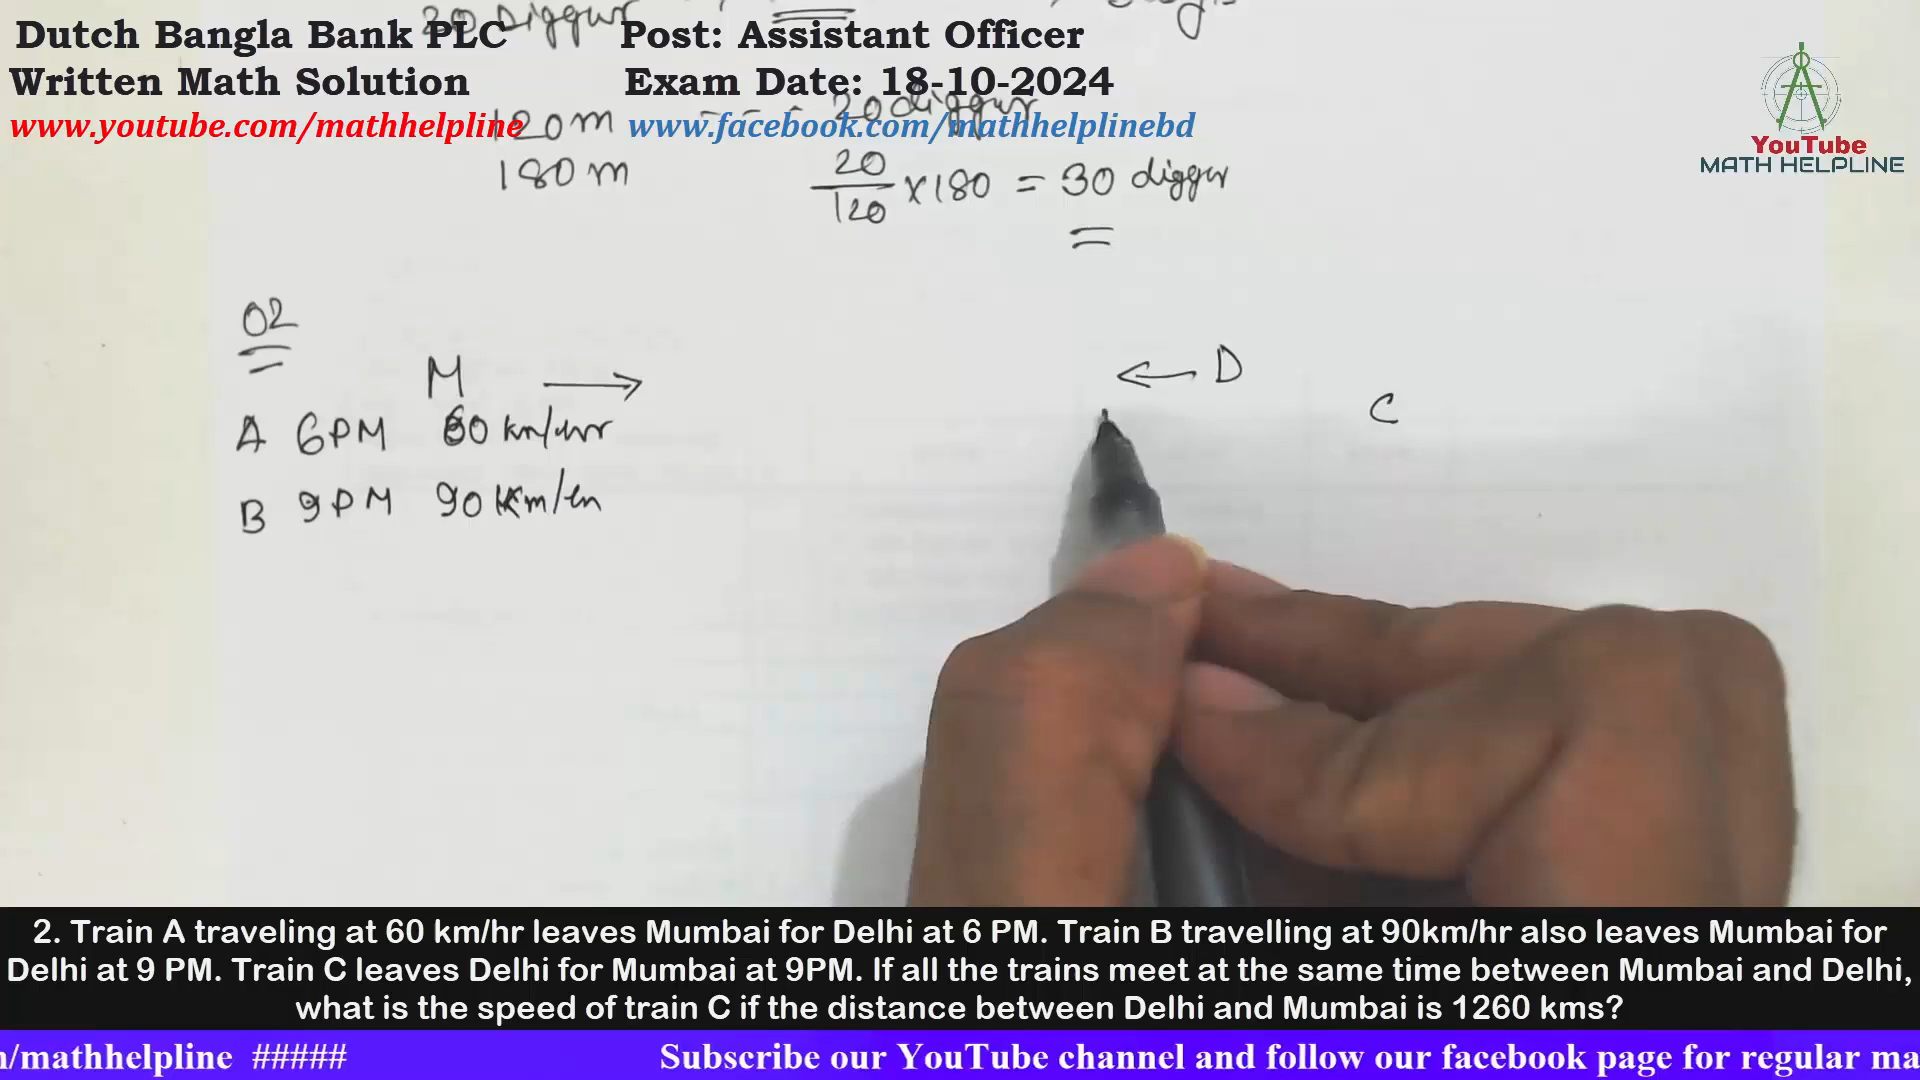 20 Diggur
Dutch Bangla Bank PLC Post: Assistant Officer
Written Math Solution Exam Date: 18-10-2024
120 m - - - 20 diggur
www.youtube.com/mathhelpline www.facebook.com/mathhelplinebd
YouTube
MATH HELPLINE
180 m 20/120 × 180 = 30 digger
02
M → ← D
C
A 6PM 60 km/hr
B 9PM 90 km/hr
2. Train A traveling at 60 km/hr leaves Mumbai for Delhi at 6 PM. Train B travelling at 90km/hr also leaves Mumbai for
Delhi at 9 PM. Train C leaves Delhi for Mumbai at 9PM. If all the trains meet at the same time between Mumbai and Delhi,
what is the speed of train C if the distance between Delhi and Mumbai is 1260 kms?
/mathhelpline ##### Subscribe our YouTube channel and follow our facebook page for regular ma